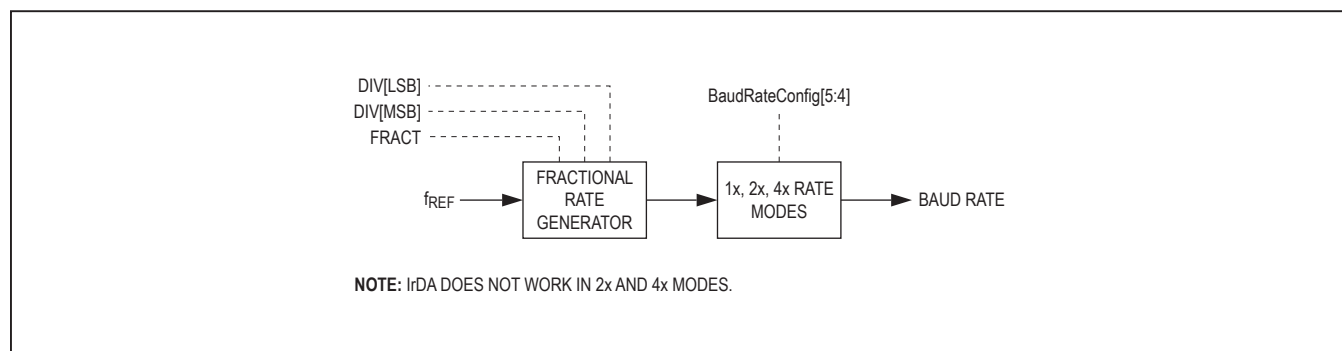 DIV[LSB]
DIV[MSB]
FRACT
BaudRateConfig[5:4]
fREF
FRACTIONAL
RATE
GENERATOR
1x, 2x, 4x RATE
MODES
BAUD RATE
NOTE: IrDA DOES NOT WORK IN 2x AND 4x MODES.